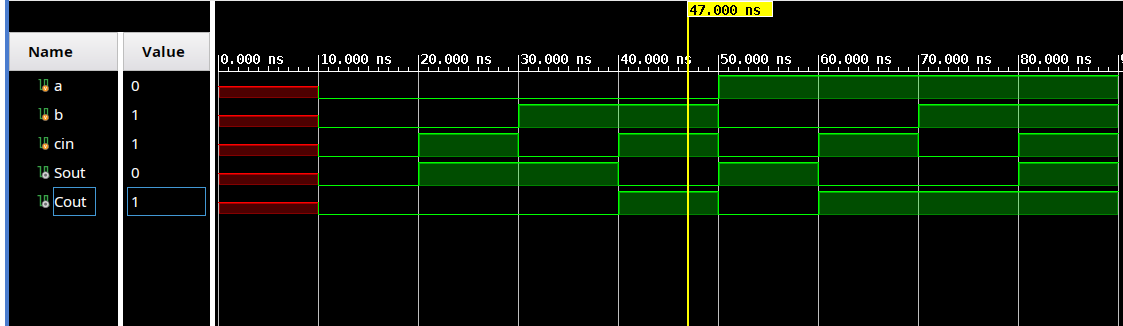 47.000 ns
Name Value
0.000 ns 10.000 ns 20.000 ns 30.000 ns 40.000 ns 50.000 ns 60.000 ns 70.000 ns 80.000 ns
a 0
b 1
cin 1
Sout 0
Cout 1